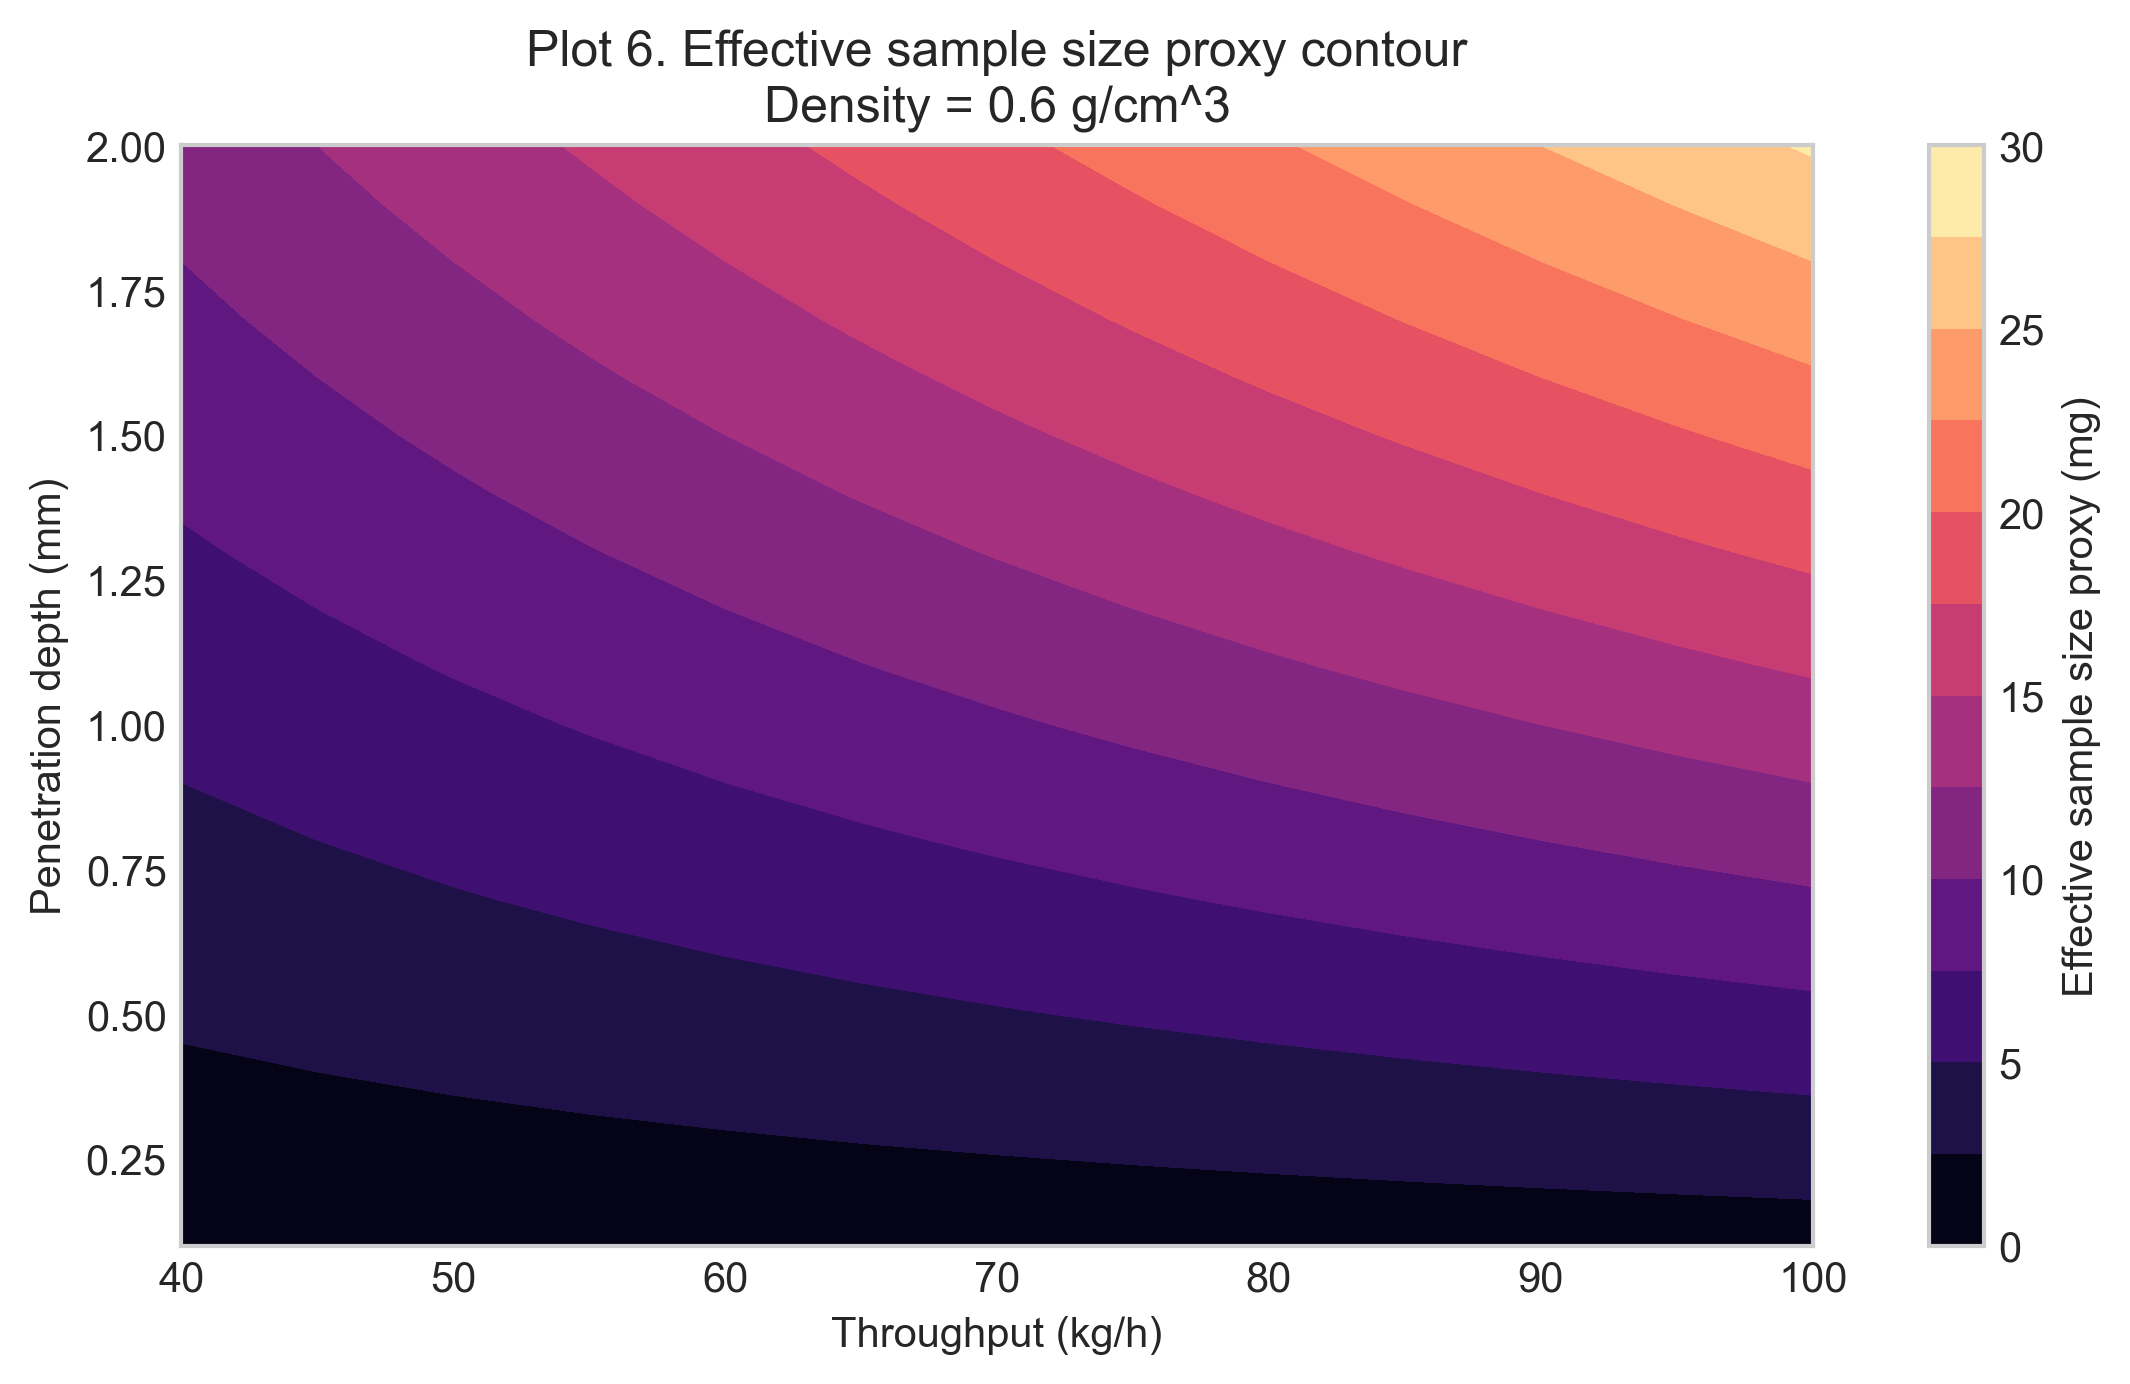 Plot 6. Effective sample size proxy contour
Density = 0.6 g/cm^3
Penetration depth (mm)
2.00
1.75
1.50
1.25
1.00
0.75
0.50
0.25
40 50 60 70 80 90 100
Throughput (kg/h)
30
25
20
15
10
5
0
Effective sample size proxy (mg)